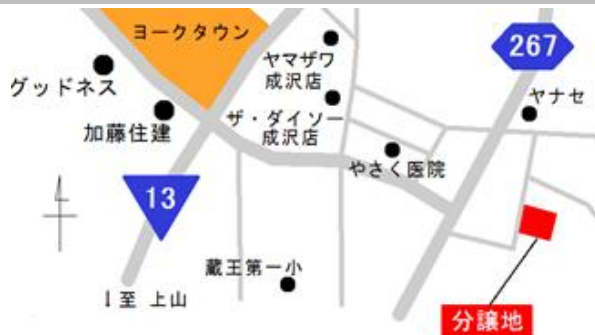 ヨークタウン
ヤマザワ
成沢店
267
グッドネス
ヤナセ
加藤住建
ザ・ダイソー
成沢店
やさく医院
13
蔵王第一小
至 上山
分譲地